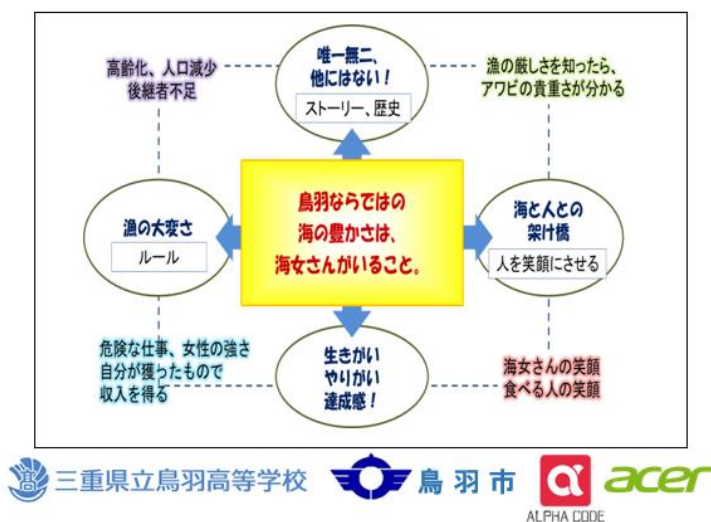 唯一無二、
他にはない！
ストーリー、歴史
高齢化、人口減少
後継者不足
漁の厳しさを知ったら、
アワビの貴重さが分かる
鳥羽ならではの
海の豊かさは、
海女さんがいること。
漁の大変さ
ルール
海と人との
架け橋
人を笑顔にさせる
危険な仕事、女性の強さ
自分が獲ったもので
収入を得る
生きがい
やりがい
達成感！
海女さんの笑顔
食べる人の笑顔
三重県立鳥羽高等学校
鳥羽市
α
ALPHA CODE
acer